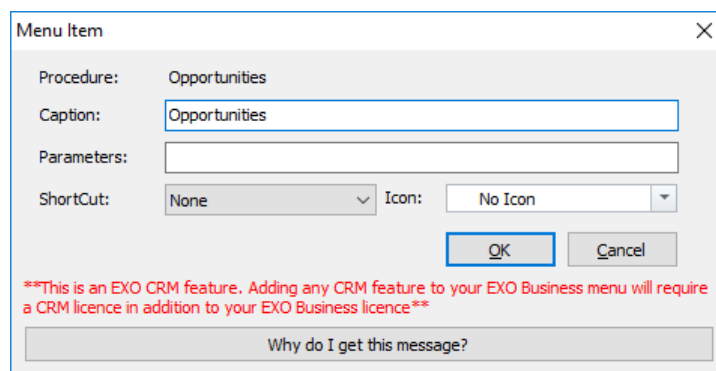 Menu Item
Procedure: Opportunities
Caption: Opportunities
Parameters:
ShortCut: None Icon: No Icon
OK Cancel
**This is an EXO CRM feature. Adding any CRM feature to your EXO Business menu will require
a CRM licence in addition to your EXO Business licence**
Why do I get this message?